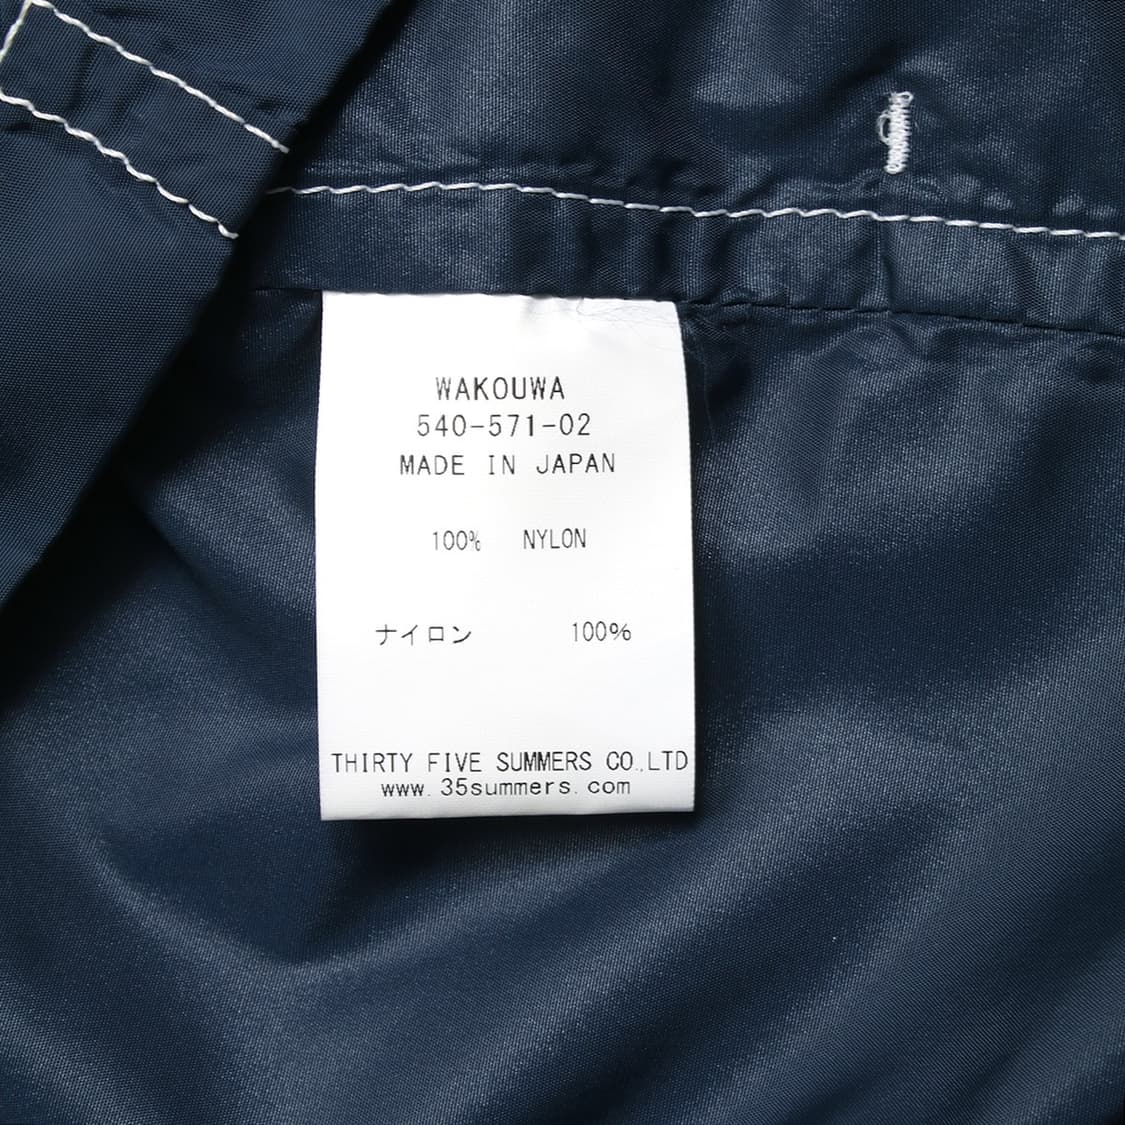 WAKOUWA
540-571-02
MADE IN JAPAN
100% NYLON
ナイロン 100%
THIRTY FIVE SUMMERS CO.,LTD
www.35summers.com